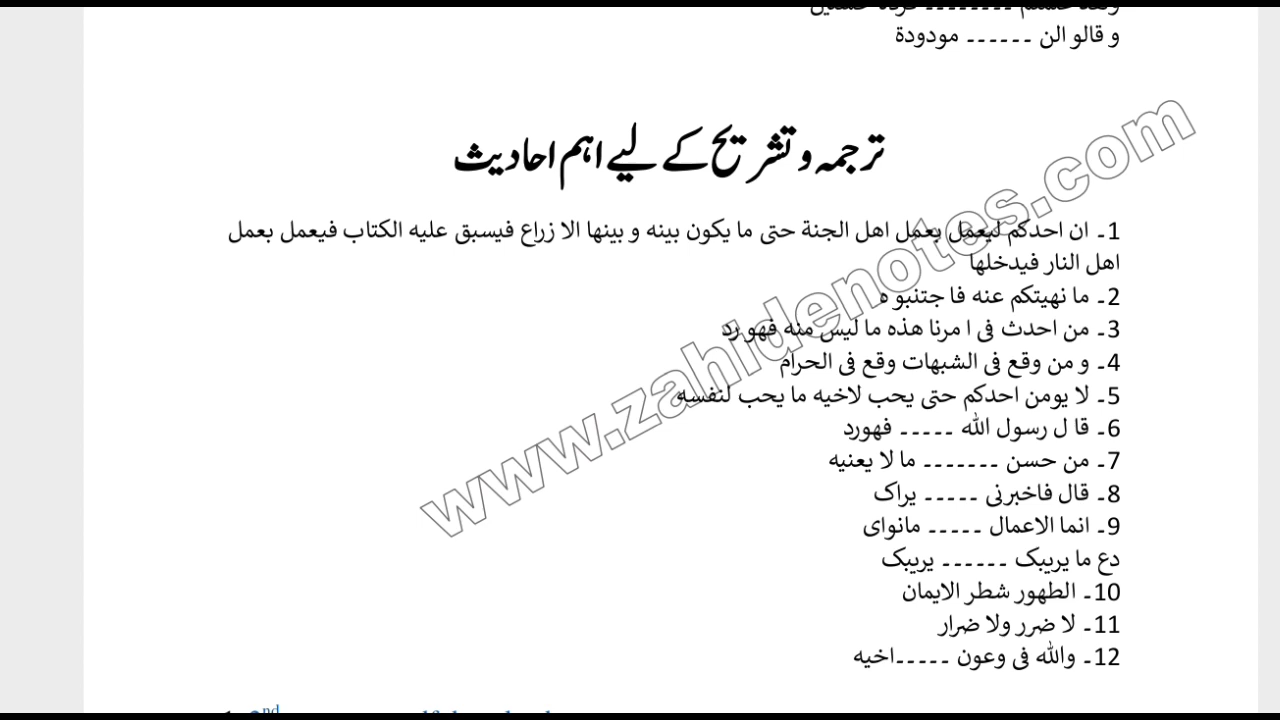 و قالو الن ۔۔۔۔۔۔ مودودة
ترجمہ و تشریح کے لیے اہم احادیث
1۔ ان احدکم لیعمل بعمل اهل الجنة حتی ما یکون بینه و بینها الا زراع فیسبق علیه الکتاب فیعمل بعمل
اهل النار فیدخلها
2۔ ما نهیتکم عنه فا جتنبو ہ
3۔ من احدث فی ا مرنا هذه ما لیس منه فهو رد
4۔ و من وقع فی الشبهات وقع فی الحرام
5۔ لا یومن احدکم حتی یحب لاخیه ما یحب لنفسه
6۔ قا ل رسول الله ۔۔۔۔۔ فهورد
7۔ من حسن ۔۔۔۔۔۔۔ ما لا یعنیه
8۔ قال فاخبرنی ۔۔۔۔۔ یراک
9۔ انما الاعمال ۔۔۔۔۔ مانوای
دع ما یریبک ۔۔۔۔۔۔ یریبک
10۔ الطهور شطر الایمان
11۔ لا ضرر ولا ضرار
12۔ والله فی وعون ۔۔۔۔۔اخیه
www.zahidenotes.com